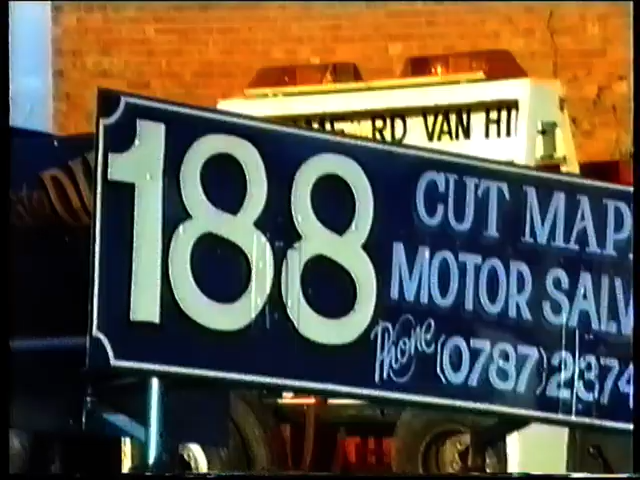 RD VAN HI
188
CUT MAP
MOTOR SALV
Phone (0787) 2374